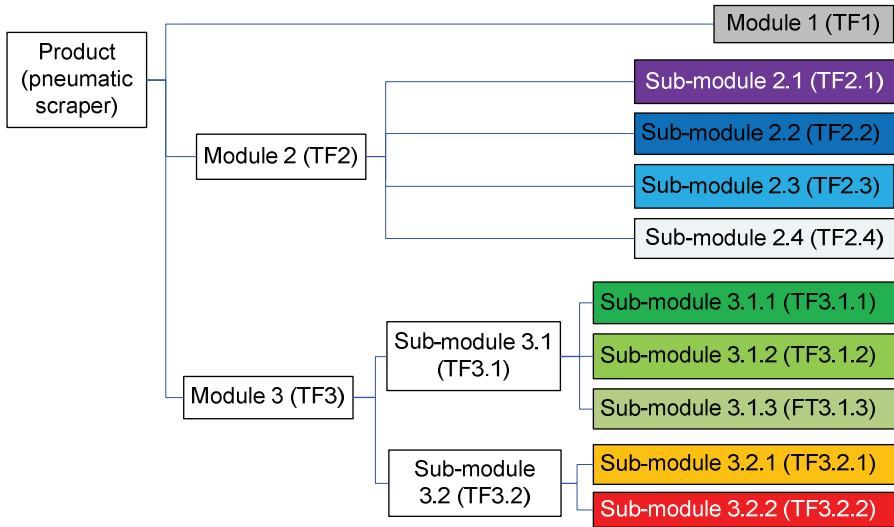 Module 1 (TF1)
Product
(pneumatic
scraper)
Sub-module 2.1 (TF2.1)
Sub-module 2.2 (TF2.2)
Module 2 (TF2)
Sub-module 2.3 (TF2.3)
Sub-module 2.4 (TF2.4)
Sub-module 3.1.1 (TF3.1.1)
Sub-module 3.1
(TF3.1)
Sub-module 3.1.2 (TF3.1.2)
Module 3 (TF3)
Sub-module 3.1.3 (FT3.1.3)
Sub-module
3.2 (TF3.2)
Sub-module 3.2.1 (TF3.2.1)
Sub-module 3.2.2 (TF3.2.2)